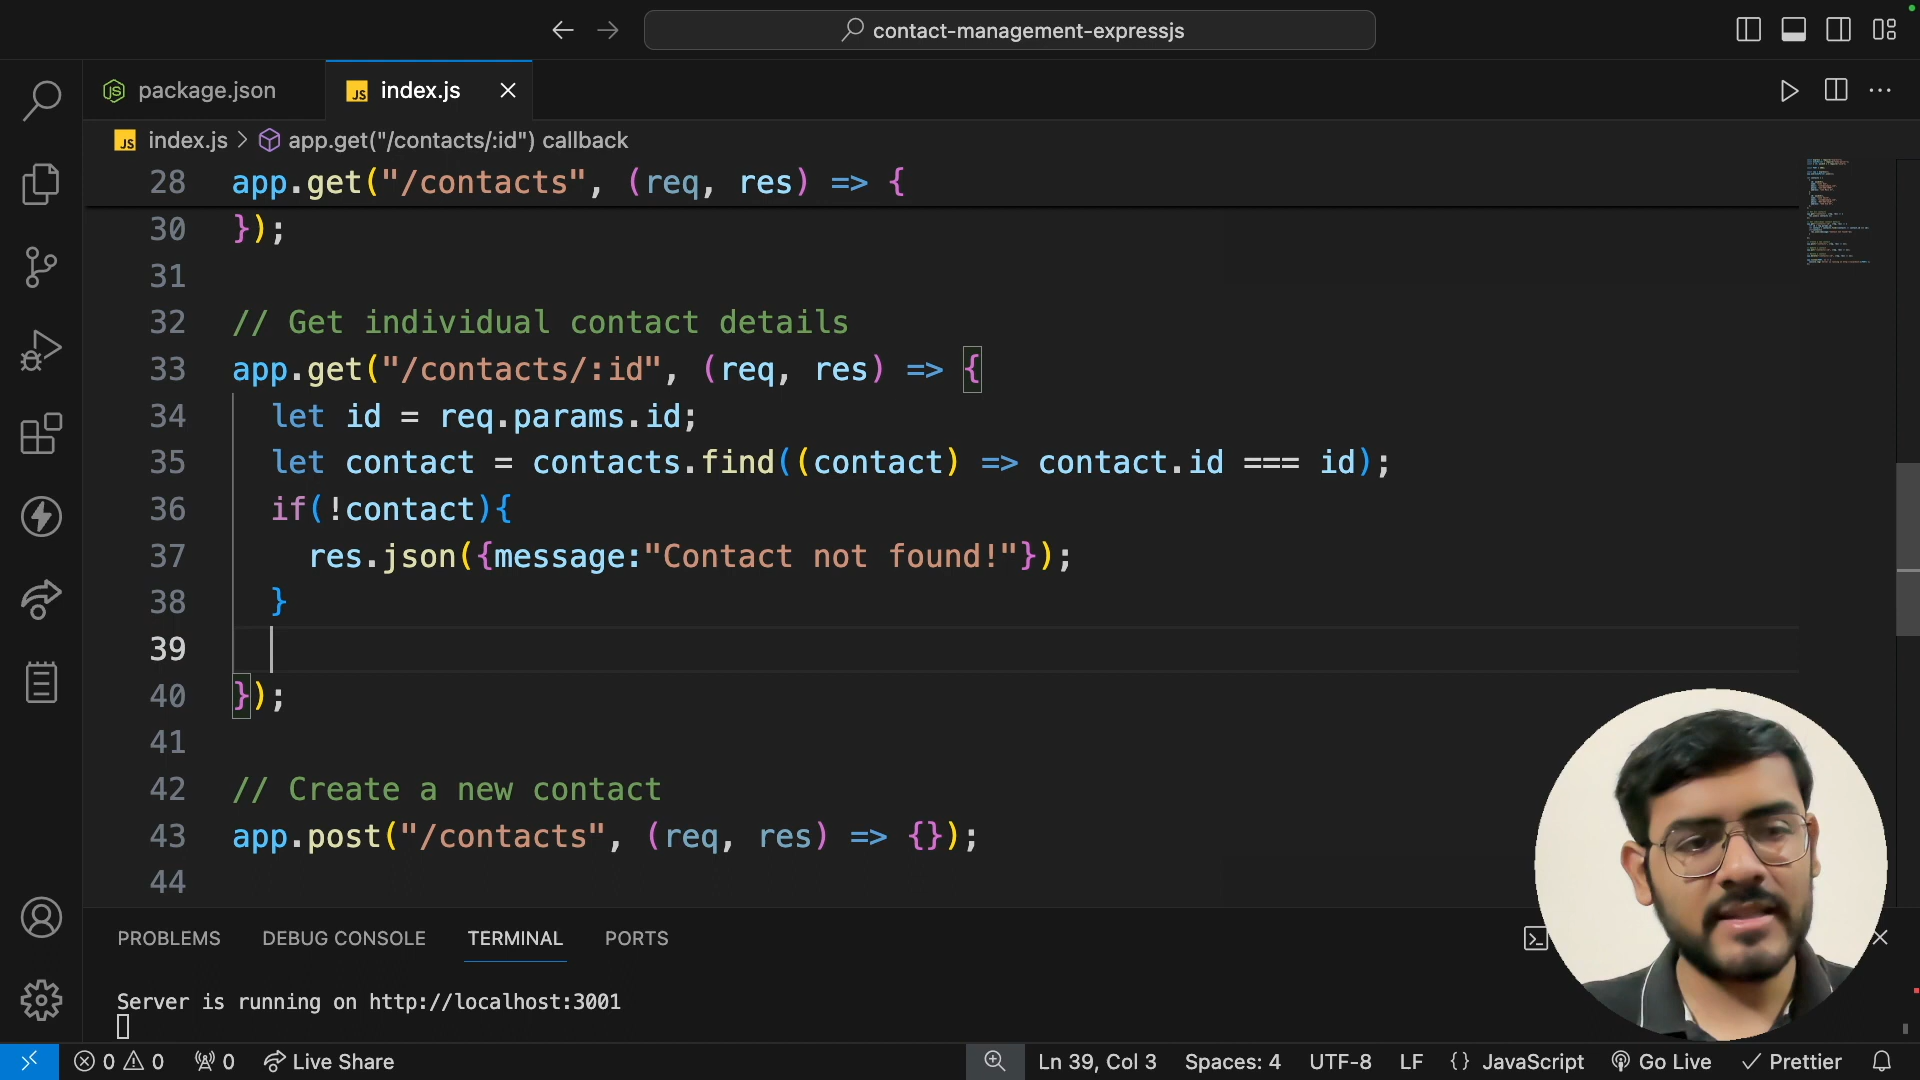 contact-management-expressjs
package.json
JS index.js
JS index.js > app.get("/contacts/:id") callback
28 app.get("/contacts", (req, res) => {
30 });
31
32 // Get individual contact details
33 app.get("/contacts/:id", (req, res) => {
34 let id = req.params.id;
35 let contact = contacts.find((contact) => contact.id === id);
36 if(!contact){
37 res.json({message:"Contact not found!"});
38 }
39
40 });
41
42 // Create a new contact
43 app.post("/contacts", (req, res) => {});
44
PROBLEMS DEBUG CONSOLE TERMINAL PORTS
Server is running on http://localhost:3001
0 0 0 Live Share Ln 39, Col 3 Spaces: 4 UTF-8 LF {} JavaScript Go Live Prettier